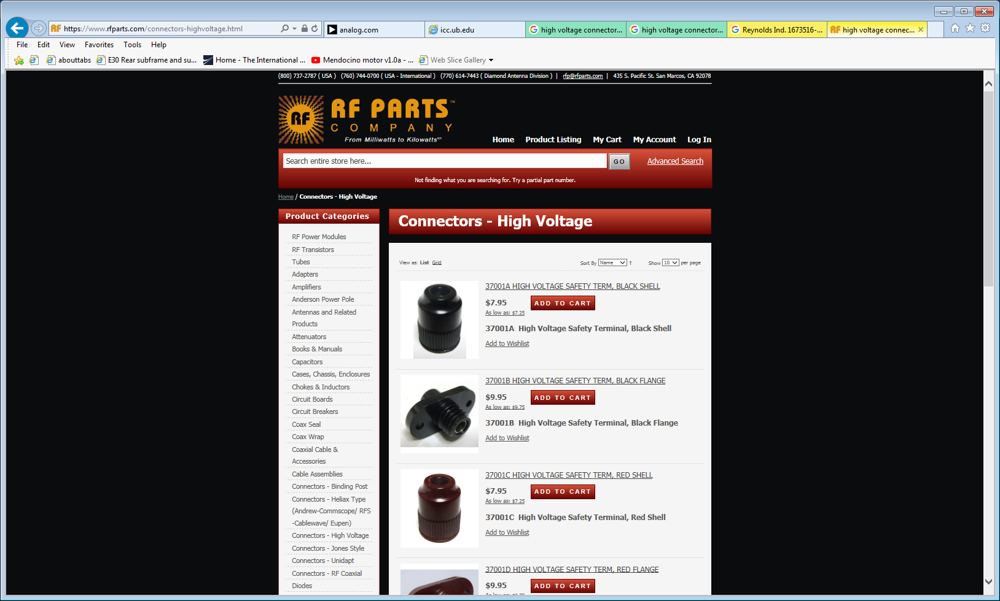 RF https://www.rfparts.com/connectors-highvoltage.html
analog.com
icc.ub.edu
high voltage connector...
high voltage connector...
Reynolds Ind. 1673516-...
RF high voltage connec...
File Edit View Favorites Tools Help
abouttabs
E30 Rear subframe and su...
Home - The International ...
Mendocino motor v1.0a - ...
Web Slice Gallery
(800) 737-2787 ( USA ) (760) 744-0700 ( USA - International ) (770) 614-7443 ( Diamond Antenna Division ) | rfp@rfparts.com | 435 S. Pacific St. San Marcos, CA 92078
RF
RF PARTS™
COMPANY
From Milliwatts to Kilowatts℠
Home Product Listing My Cart My Account Log In
Search entire store here...
GO
Advanced Search
Not finding what you are searching for. Try a partial part number.
Home / Connectors - High Voltage
Product Categories
RF Power Modules
RF Transistors
Tubes
Adapters
Amplifiers
Anderson Power Pole
Antennas and Related
Products
Attenuators
Books & Manuals
Capacitors
Cases, Chassis, Enclosures
Chokes & Inductors
Circuit Boards
Circuit Breakers
Coax Seal
Coax Wrap
Coaxial Cable &
Accessories
Cable Assemblies
Connectors - Binding Post
Connectors - Heliax Type
(Andrew-Commscope/ RFS
-Cablewave/ Eupen)
Connectors - High Voltage
Connectors - Jones Style
Connectors - Unidapt
Connectors - RF Coaxial
Diodes
Connectors - High Voltage
View as: List Grid
Sort By Name
Show 10 per page
37001A HIGH VOLTAGE SAFETY TERM, BLACK SHELL
$7.95
ADD TO CART
As low as: $7.25
37001A High Voltage Safety Terminal, Black Shell
Add to Wishlist
37001B HIGH VOLTAGE SAFETY TERM, BLACK FLANGE
$9.95
ADD TO CART
As low as: $9.75
37001B High Voltage Safety Terminal, Black Flange
Add to Wishlist
37001C HIGH VOLTAGE SAFETY TERM, RED SHELL
$7.95
ADD TO CART
As low as: $7.25
37001C High Voltage Safety Terminal, Red Shell
Add to Wishlist
37001D HIGH VOLTAGE SAFETY TERM, RED FLANGE
$9.95
ADD TO CART